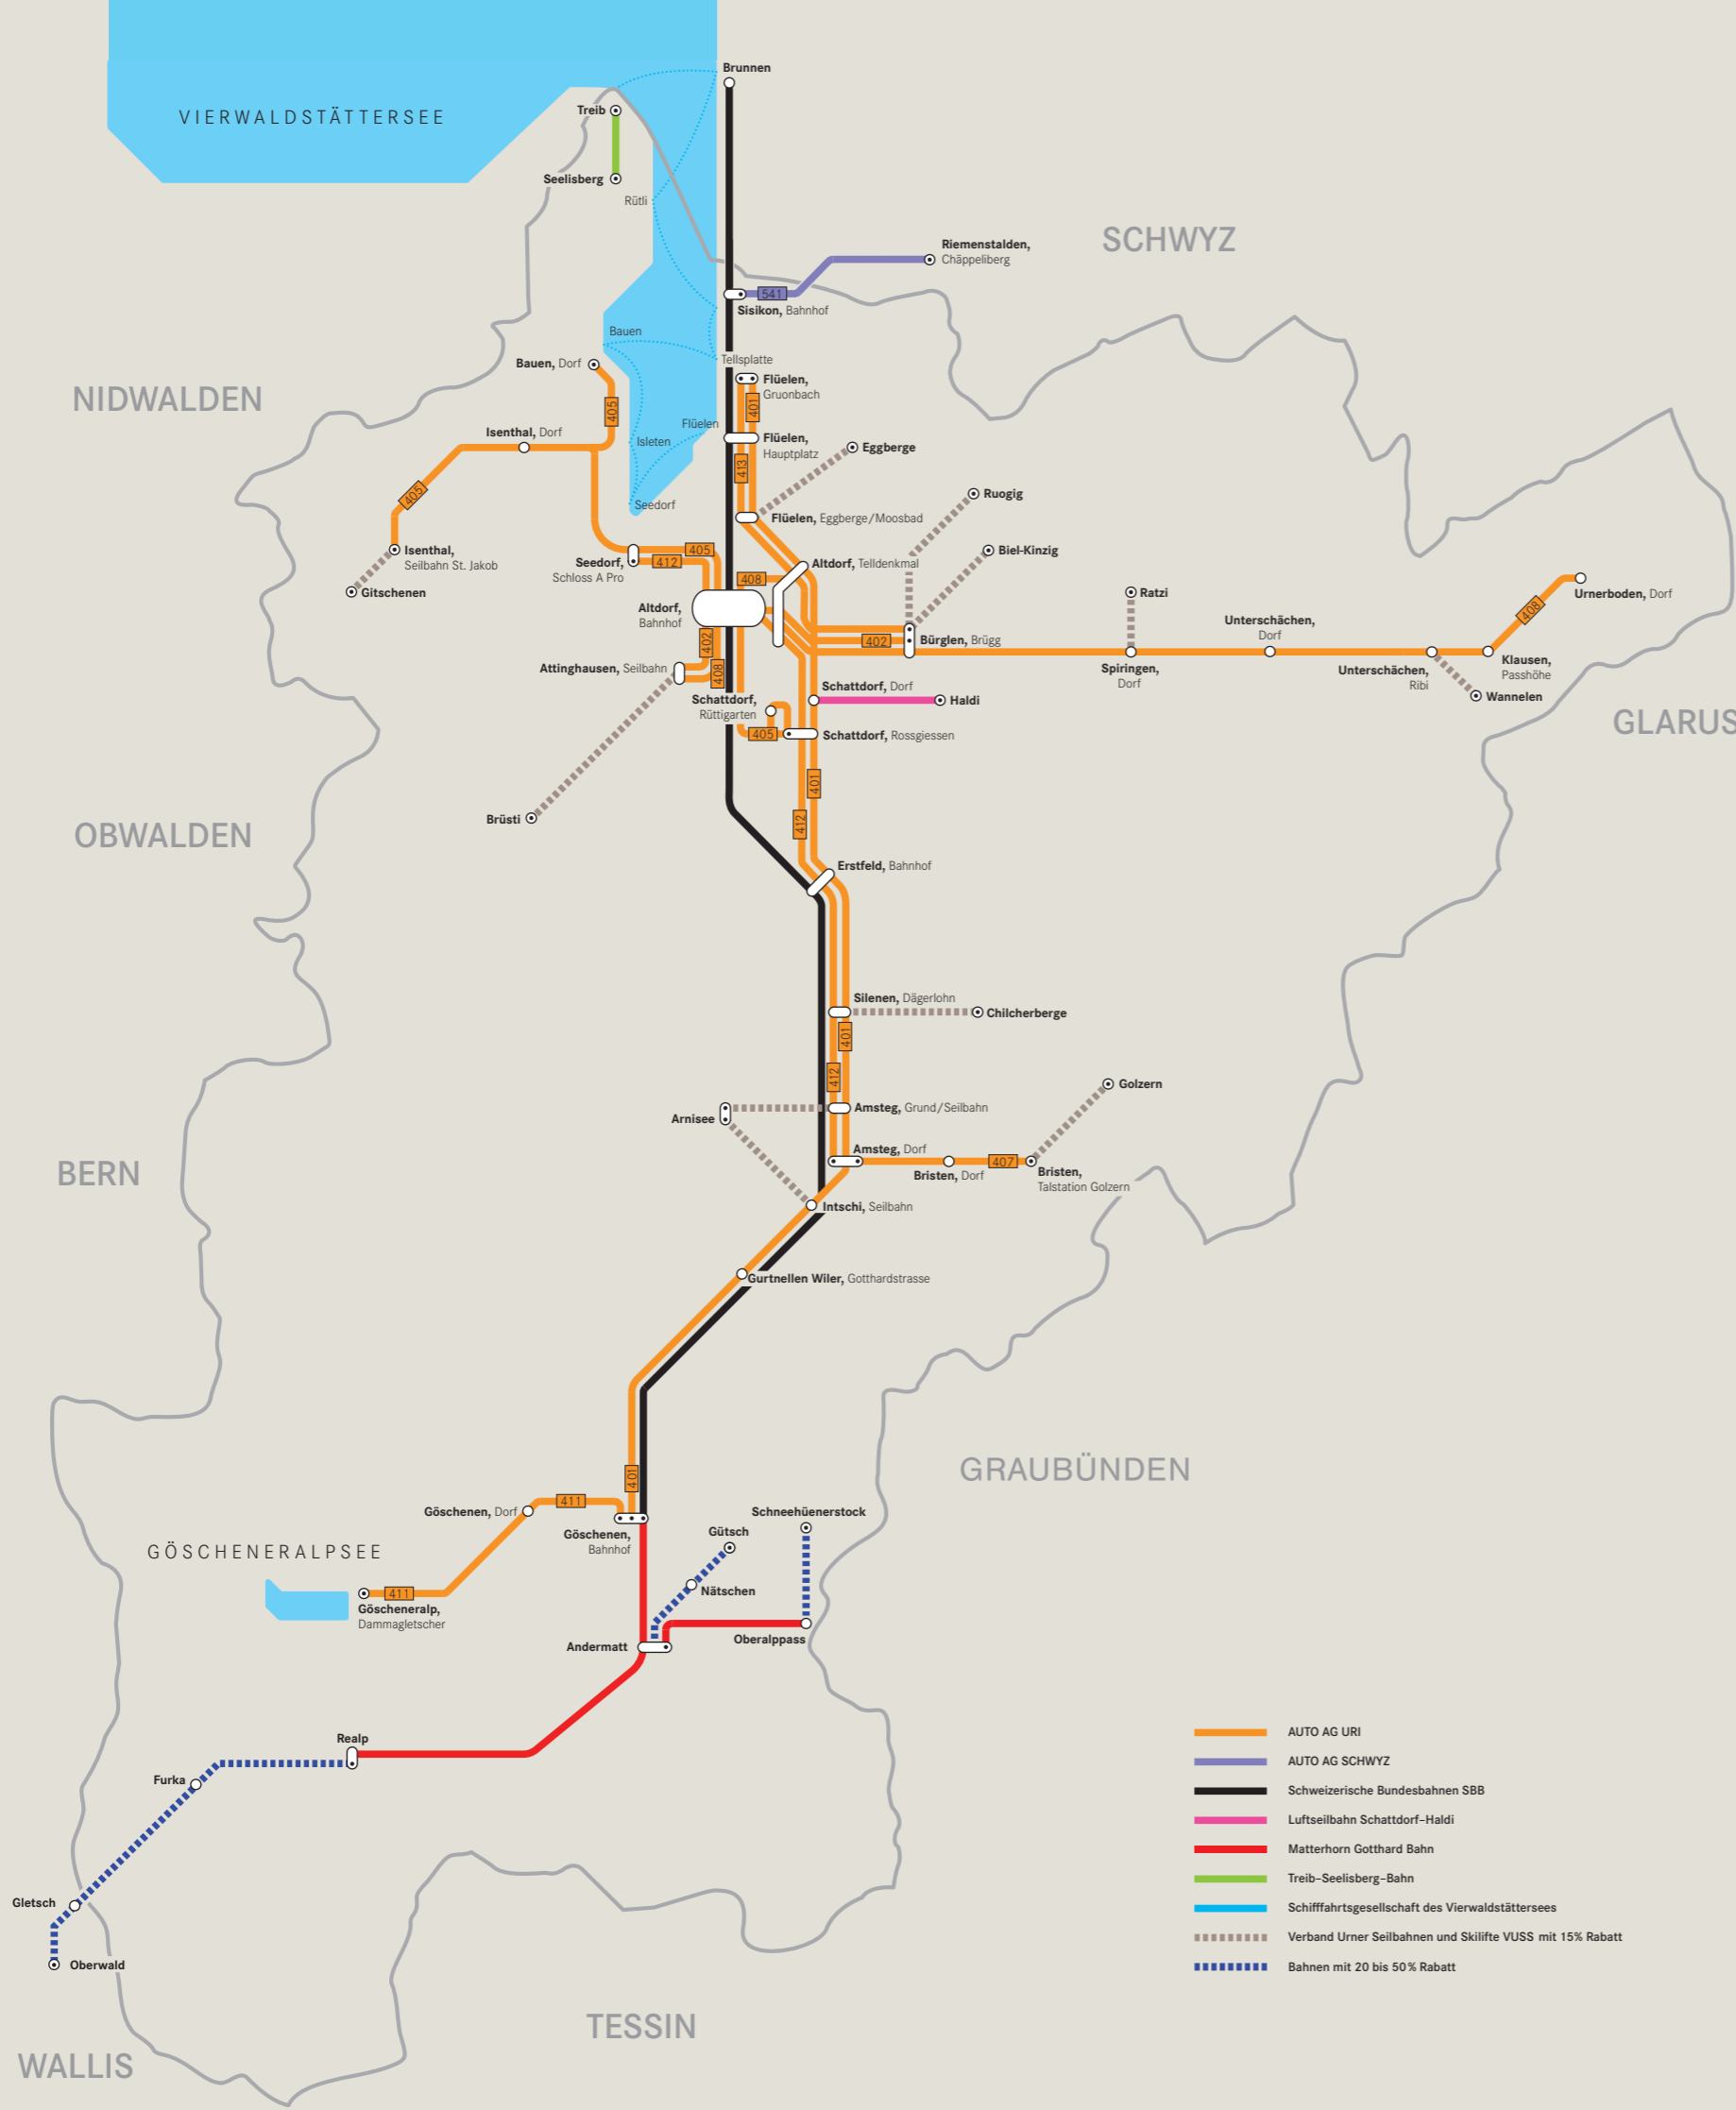 Brunnen
VIERWALDSTÄTTERSEE
Treib
Seelisberg
Rütli
SCHWYZ
Riemenstalden,
Chäppeliberg
541
Sisikon, Bahnhof
Bauen
Tellsplatte
Bauen, Dorf
Flüelen,
Gruonbach
NIDWALDEN
405
401
Flüelen
Isenthal, Dorf
Isleten
Flüelen,
Hauptplatz
Eggberge
413
405
Ruogig
Seedorf
Flüelen, Eggberge/Moosbad
Isenthal,
Seilbahn St. Jakob
405
Biel-Kinzig
Seedorf,
Schloss A Pro
412
Altdorf, Telldenkmal
408
Gitschenen
Ratzi
Urnerboden, Dorf
Altdorf,
Bahnhof
408
Unterschächen,
Dorf
402
402
Bürglen, Brügg
Attinghausen, Seilbahn
408
Spiringen,
Dorf
Unterschächen,
Ribi
Klausen,
Passhöhe
Schattdorf, Dorf
Wannelen
Schattdorf,
Rüttigarten
Haldi
GLARUS
405
Schattdorf, Rossgiessen
401
Brüsti
412
OBWALDEN
Erstfeld, Bahnhof
Silenen, Dägerlohn
Chilcherberge
401
412
Golzern
Arnisee
Amsteg, Grund/Seilbahn
Amsteg, Dorf
BERN
407
Bristen, Dorf
Bristen,
Talstation Golzern
Intschi, Seilbahn
Gurtnellen Wiler, Gotthardstrasse
GRAUBÜNDEN
401
411
Göschenen, Dorf
Schneehüenerstock
Göschenen,
Bahnhof
Gütsch
GÖSCHENERALPSEE
Nätschen
411
Göscheneralp,
Dammagletscher
Andermatt
Oberalppass
Realp
Furka
Gletsch
Oberwald
TESSIN
WALLIS
AUTO AG URI
AUTO AG SCHWYZ
Schweizerische Bundesbahnen SBB
Luftseilbahn Schattdorf–Haldi
Matterhorn Gotthard Bahn
Treib–Seelisberg–Bahn
Schifffahrtsgesellschaft des Vierwaldstättersees
Verband Urner Seilbahnen und Skilifte VUSS mit 15% Rabatt
Bahnen mit 20 bis 50% Rabatt